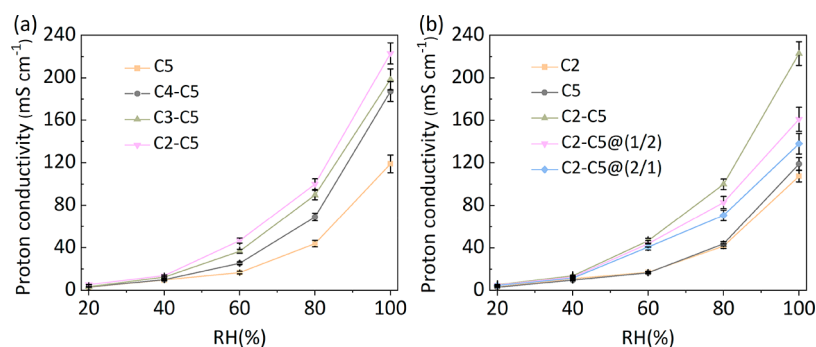 (a)
Proton conductivity (mS cm⁻¹)
240
200
160
120
80
40
0
C5
C4-C5
C3-C5
C2-C5
20 40 60 80 100
RH(%)
(b)
Proton conductivity (mS cm⁻¹)
240
200
160
120
80
40
0
C2
C5
C2-C5
C2-C5@(1/2)
C2-C5@(2/1)
20 40 60 80 100
RH(%)